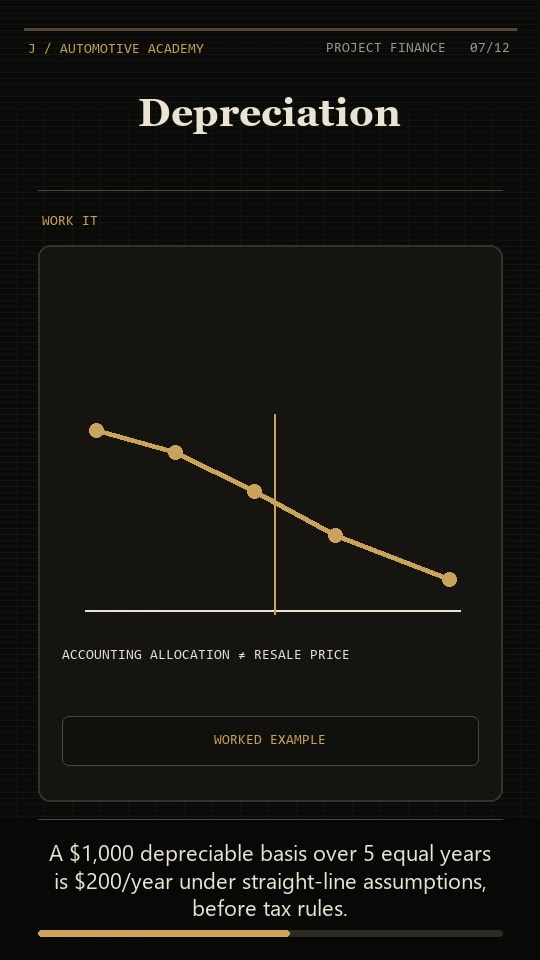 J / AUTOMOTIVE ACADEMY
PROJECT FINANCE 07/12
Depreciation
WORK IT
ACCOUNTING ALLOCATION ≠ RESALE PRICE
WORKED EXAMPLE
A $1,000 depreciable basis over 5 equal years
is $200/year under straight-line assumptions,
before tax rules.